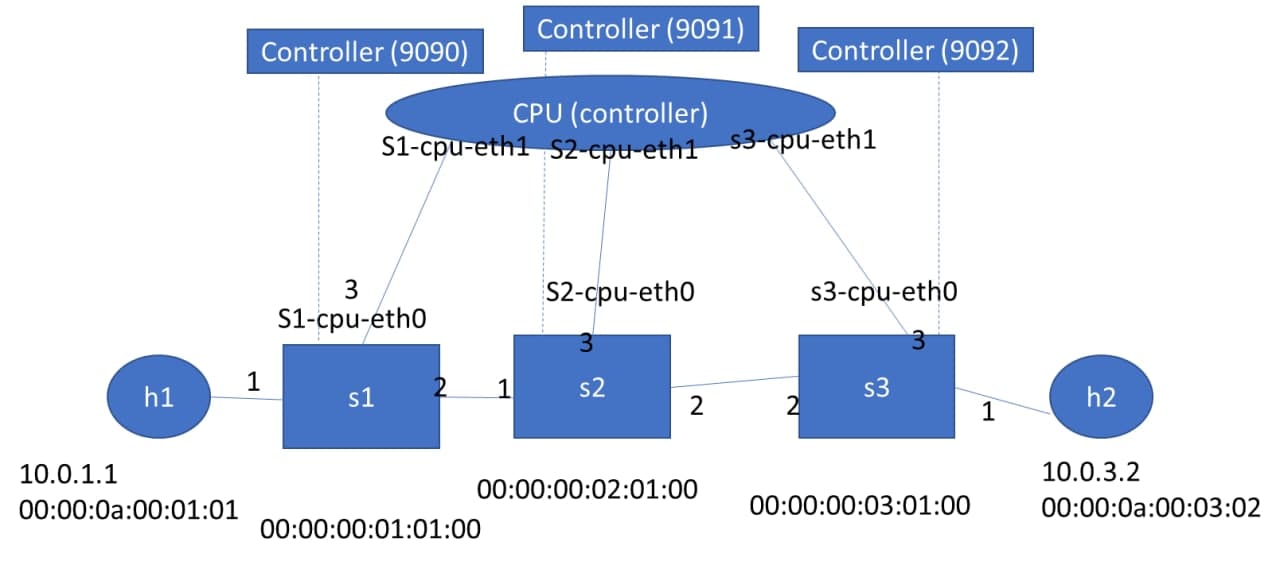 Controller (9090)
Controller (9091)
Controller (9092)
CPU (controller)
S1-cpu-eth1
S2-cpu-eth1
s3-cpu-eth1
3
S1-cpu-eth0
S2-cpu-eth0
s3-cpu-eth0
3
3
h1
1
s1
2
1
s2
2
2
s3
1
h2
10.0.1.1
00:00:0a:00:01:01
00:00:00:01:01:00
00:00:00:02:01:00
00:00:00:03:01:00
10.0.3.2
00:00:0a:00:03:02